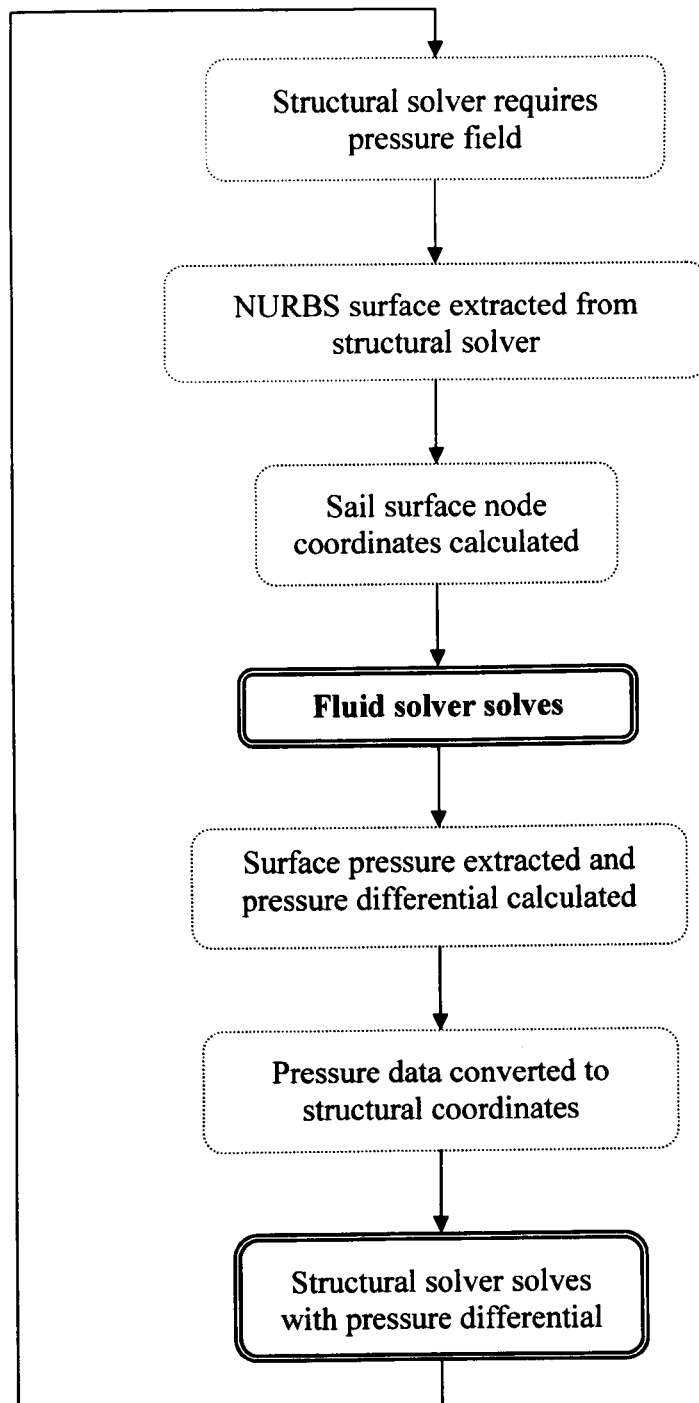 Structural solver requires
pressure field
NURBS surface extracted from
structural solver
Sail surface node
coordinates calculated
Fluid solver solves
Surface pressure extracted and
pressure differential calculated
Pressure data converted to
structural coordinates
Structural solver solves
with pressure differential